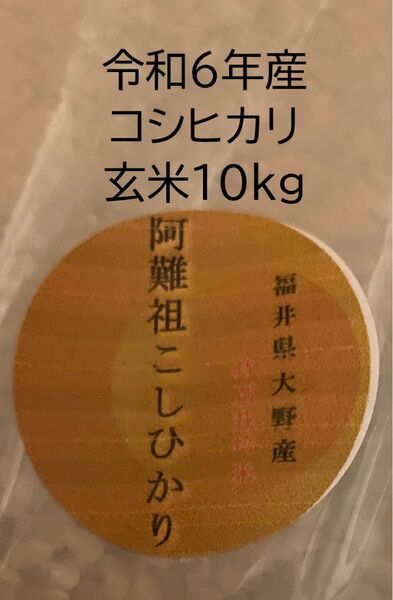 令和6年産
コシヒカリ
玄米10kg
福井県大野産
阿難祖こしひかり